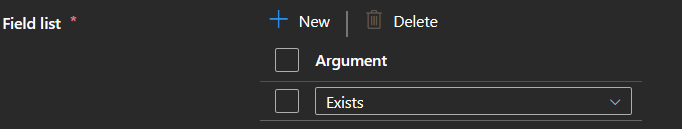 Field list *
New
Delete
Argument
Exists